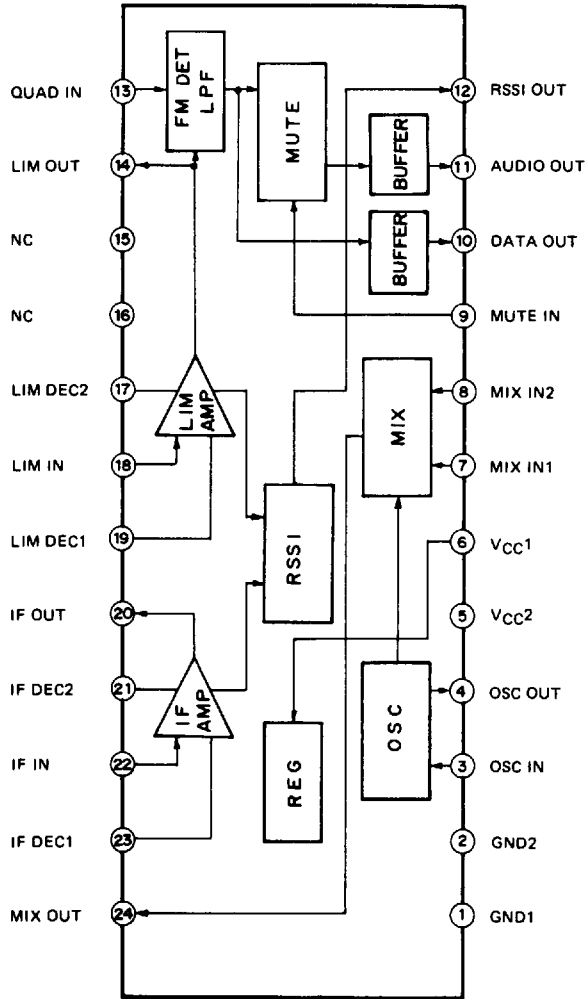 QUAD IN 13 FM DET LPF 12 RSSI OUT
MUTE
LIM OUT 14 BUFFER 11 AUDIO OUT
NC 15 BUFFER 10 DATA OUT
NC 16 9 MUTE IN
LIM DEC2 17 LIM AMP MIX 8 MIX IN2
LIM IN 18 7 MIX IN1
LIM DEC1 19 RSSI 6 VCC1
IF OUT 20 5 VCC2
IF DEC2 21 IF AMP OSC 4 OSC OUT
IF IN 22 REG 3 OSC IN
IF DEC1 23 2 GND2
MIX OUT 24 1 GND1